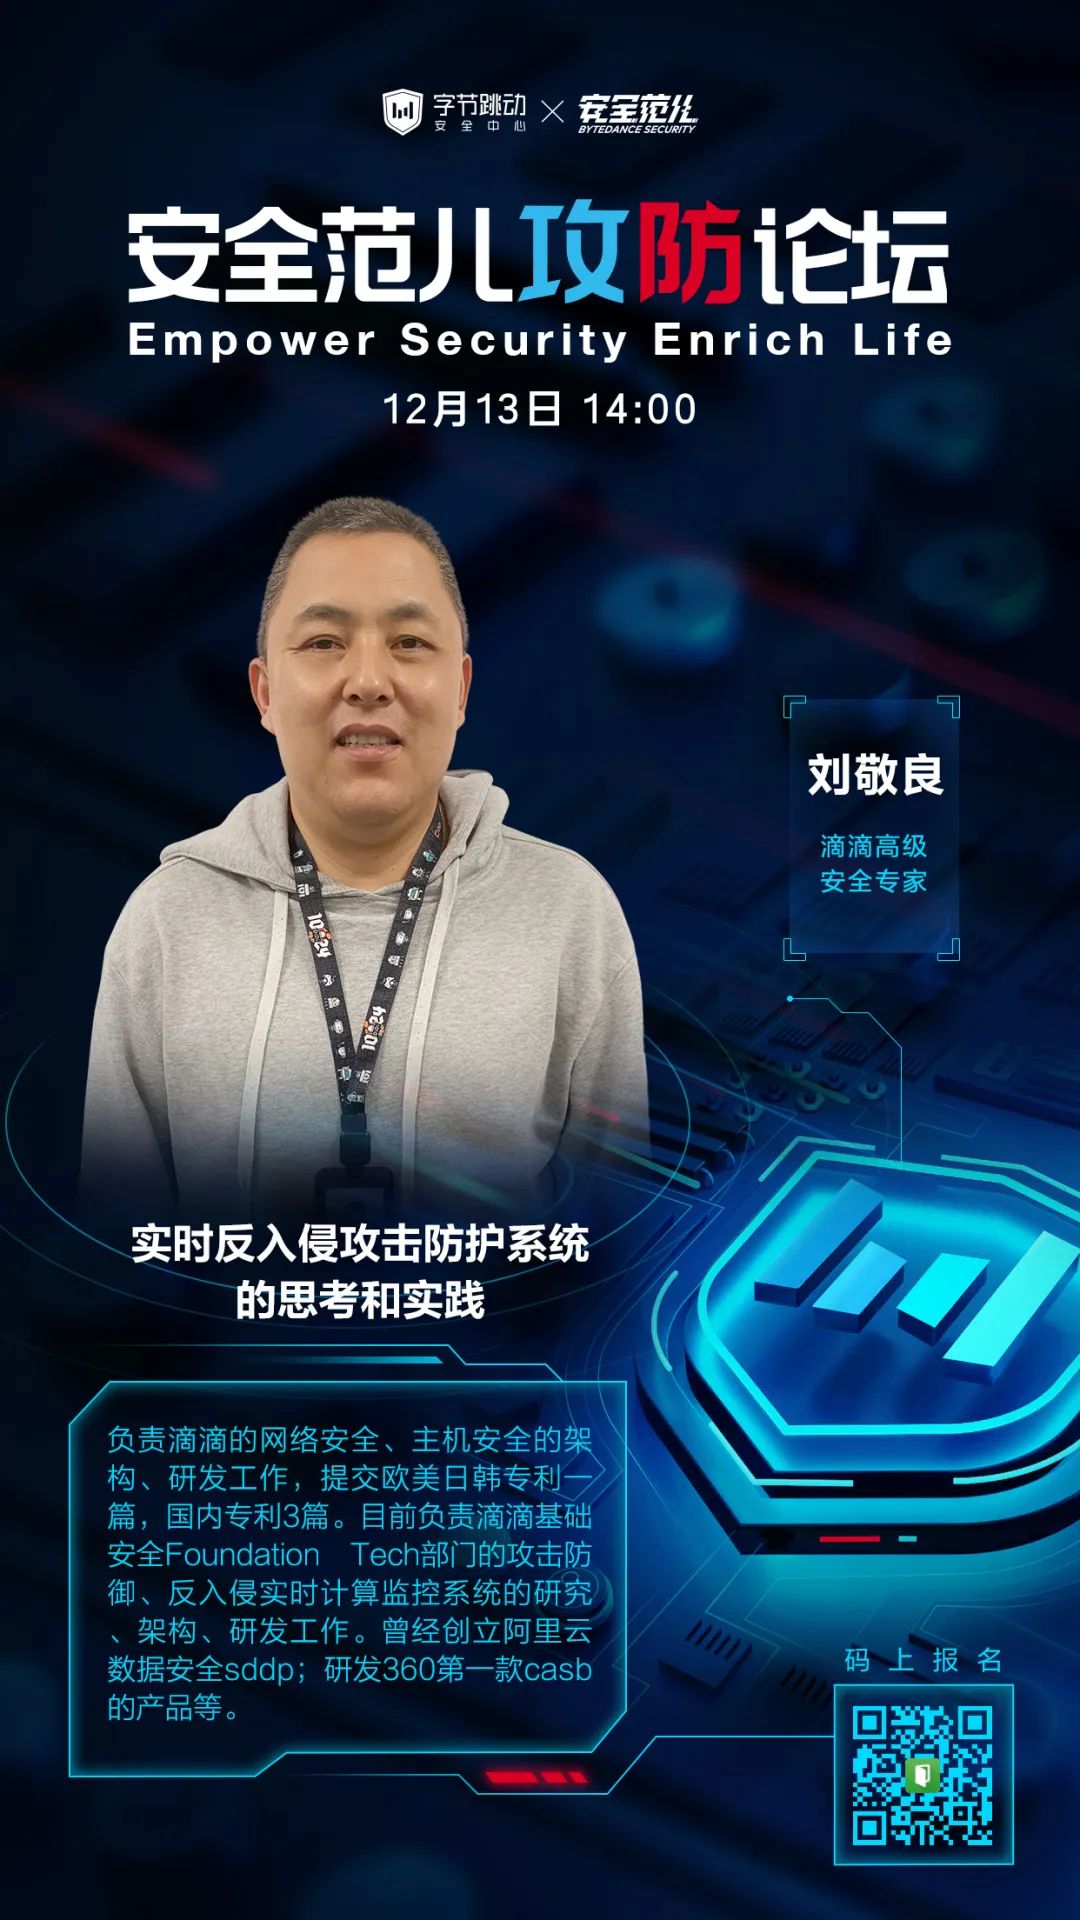 字节跳动
安全中心
安全范儿
BYTEDANCE SECURITY
安全范儿攻防论坛
Empower Security Enrich Life
12月13日 14:00
刘敬良
滴滴高级
安全专家
1024
1024
实时反入侵攻击防护系统
的思考和实践
负责滴滴的网络安全、主机安全的架
构、研发工作，提交欧美日韩专利一
篇，国内专利3篇。目前负责滴滴基础
安全Foundation Tech部门的攻击防
御、反入侵实时计算监控系统的研究
、架构、研发工作。曾经创立阿里云
数据安全sddp；研发360第一款casb
的产品等。
码上报名